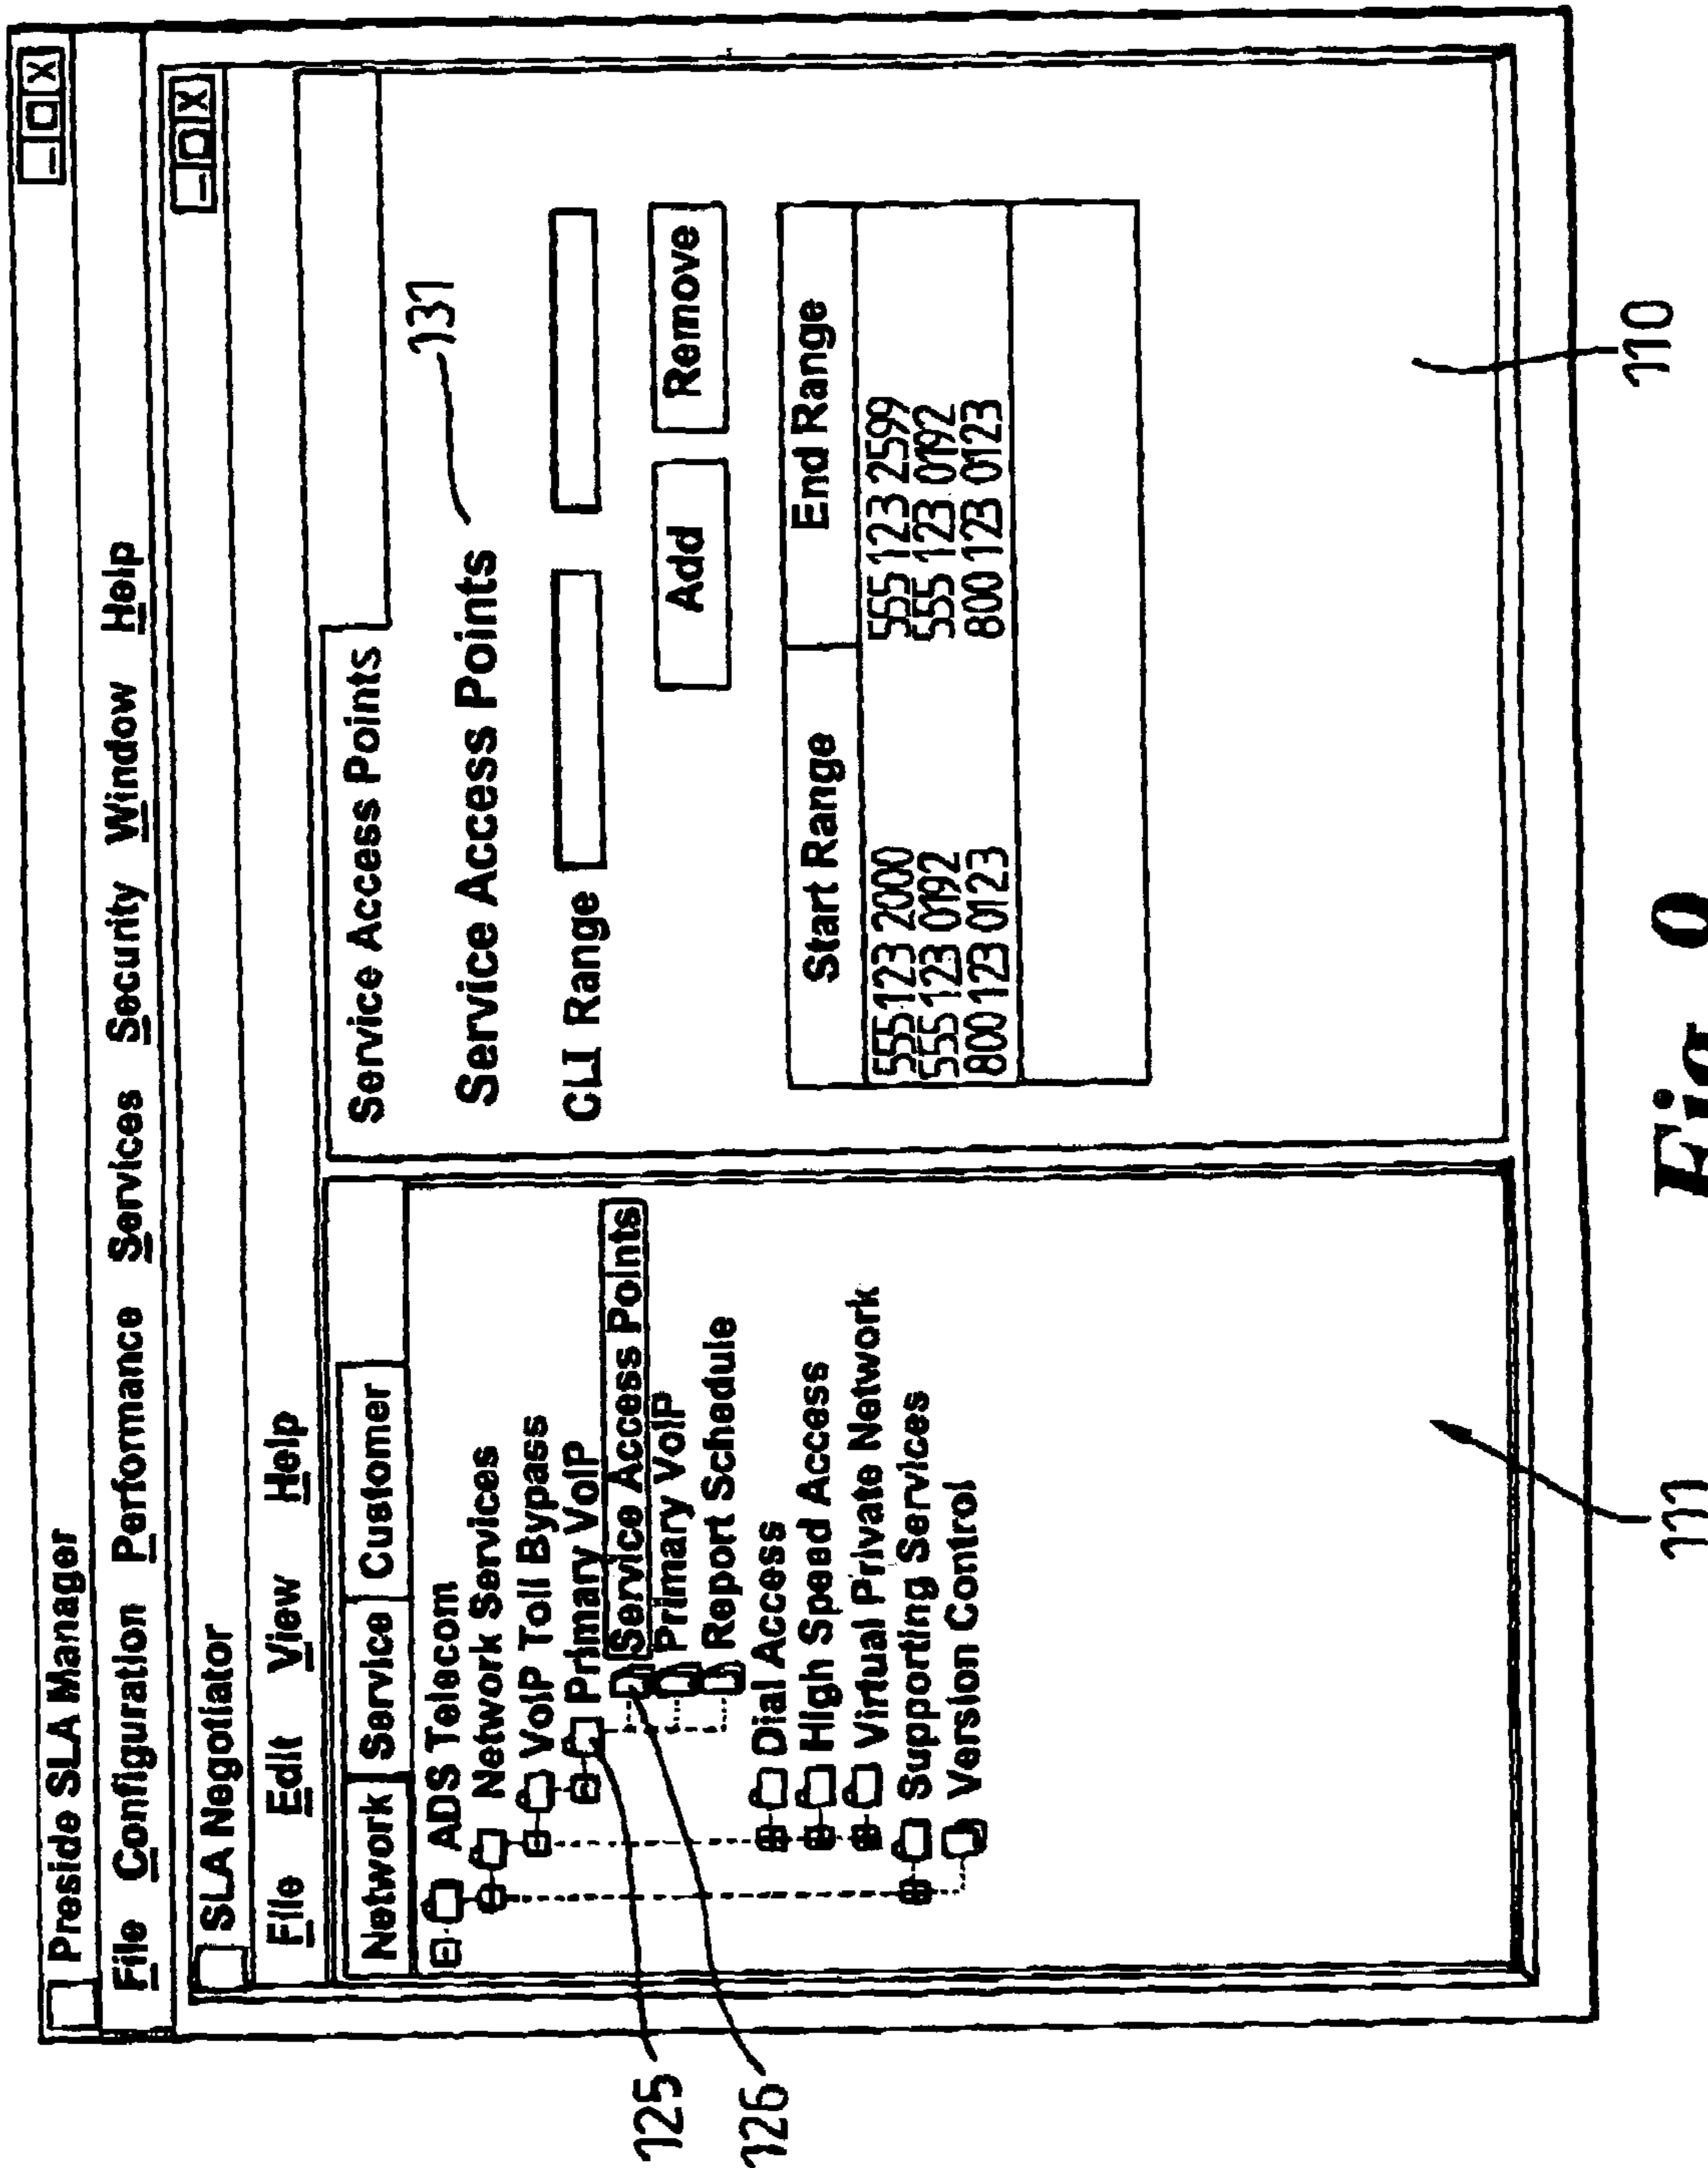 Preside SLA Manager
File Configuration Performance Services Security Window Help
SLA Negotiator
File Edit View Help
Network Service Customer
ADS Telecom
Network Services
VoIP Toll Bypass
Primary VoIP
Service Access Points
Primary VoIP
Report Schedule
Dial Access
High Speed Access
Virtual Private Network
Supporting Services
Version Control
Service Access Points
Service Access Points
131
CLI Range
Add Remove
Start Range End Range
555 123 2000 555 123 2599
555 123 0192 555 123 0192
800 123 0123 800 123 0123
125
126
111
110